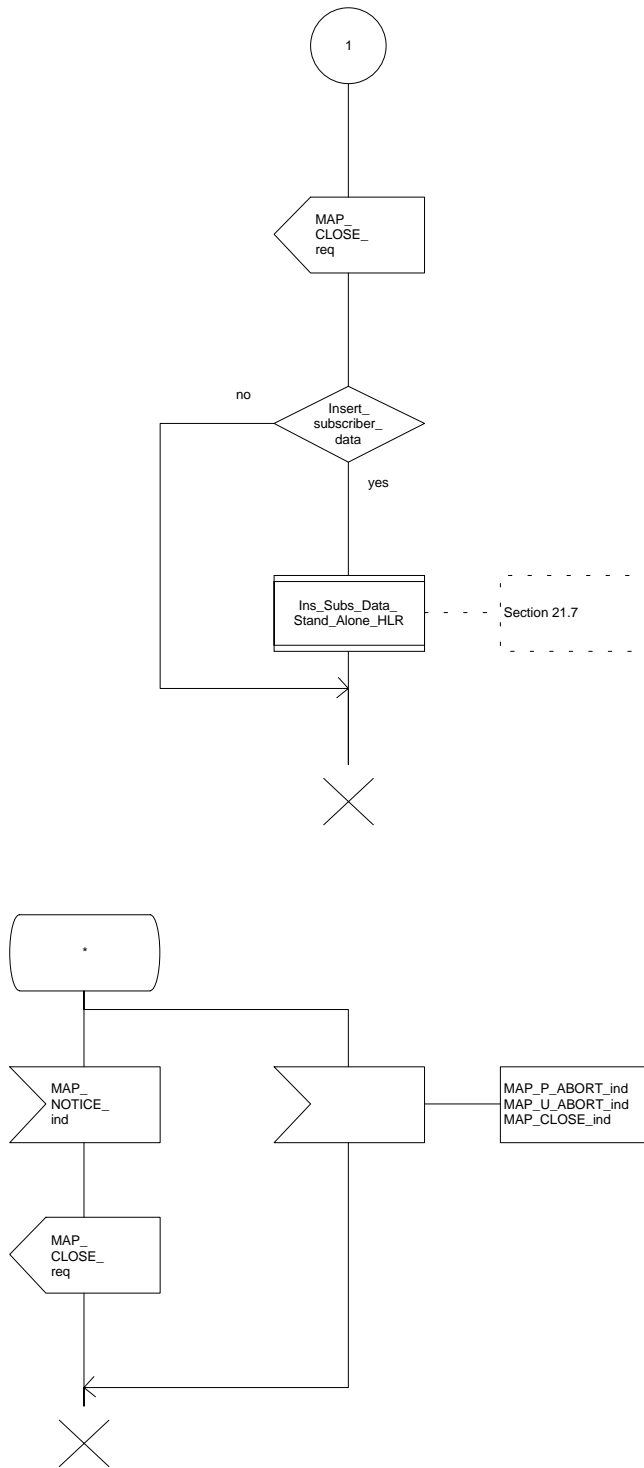 1
MAP_
CLOSE_
req
no
Insert_
subscriber_
data
yes
Ins_Subs_Data_
Stand_Alone_HLR
Section 21.7
*
MAP_
NOTICE_
ind
MAP_P_ABORT_ind
MAP_U_ABORT_ind
MAP_CLOSE_ind
MAP_
CLOSE_
req